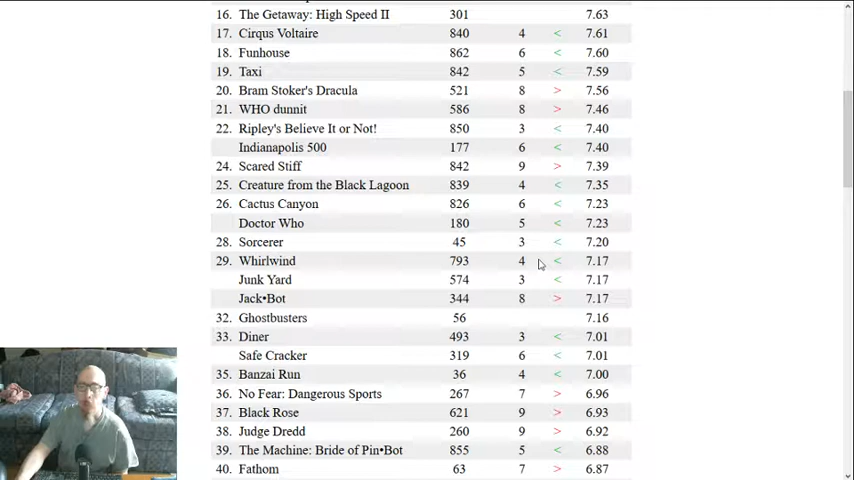 16. The Getaway: High Speed II 301 7.63
17. Cirqus Voltaire 840 4 < 7.61
18. Funhouse 862 6 < 7.60
19. Taxi 842 5 < 7.59
20. Bram Stoker's Dracula 521 8 > 7.56
21. WHO dunnit 586 8 > 7.46
22. Ripley's Believe It or Not! 850 3 < 7.40
Indianapolis 500 177 6 < 7.40
24. Scared Stiff 842 9 > 7.39
25. Creature from the Black Lagoon 839 4 < 7.35
26. Cactus Canyon 826 6 < 7.23
Doctor Who 180 5 < 7.23
28. Sorcerer 45 3 < 7.20
29. Whirlwind 793 4 < 7.17
Junk Yard 574 3 < 7.17
Jack•Bot 344 8 > 7.17
32. Ghostbusters 56 7.16
33. Diner 493 3 < 7.01
Safe Cracker 319 6 < 7.01
35. Banzai Run 36 4 < 7.00
36. No Fear: Dangerous Sports 267 7 > 6.96
37. Black Rose 621 9 > 6.93
38. Judge Dredd 260 9 > 6.92
39. The Machine: Bride of Pin•Bot 855 5 < 6.88
40. Fathom 63 7 > 6.87